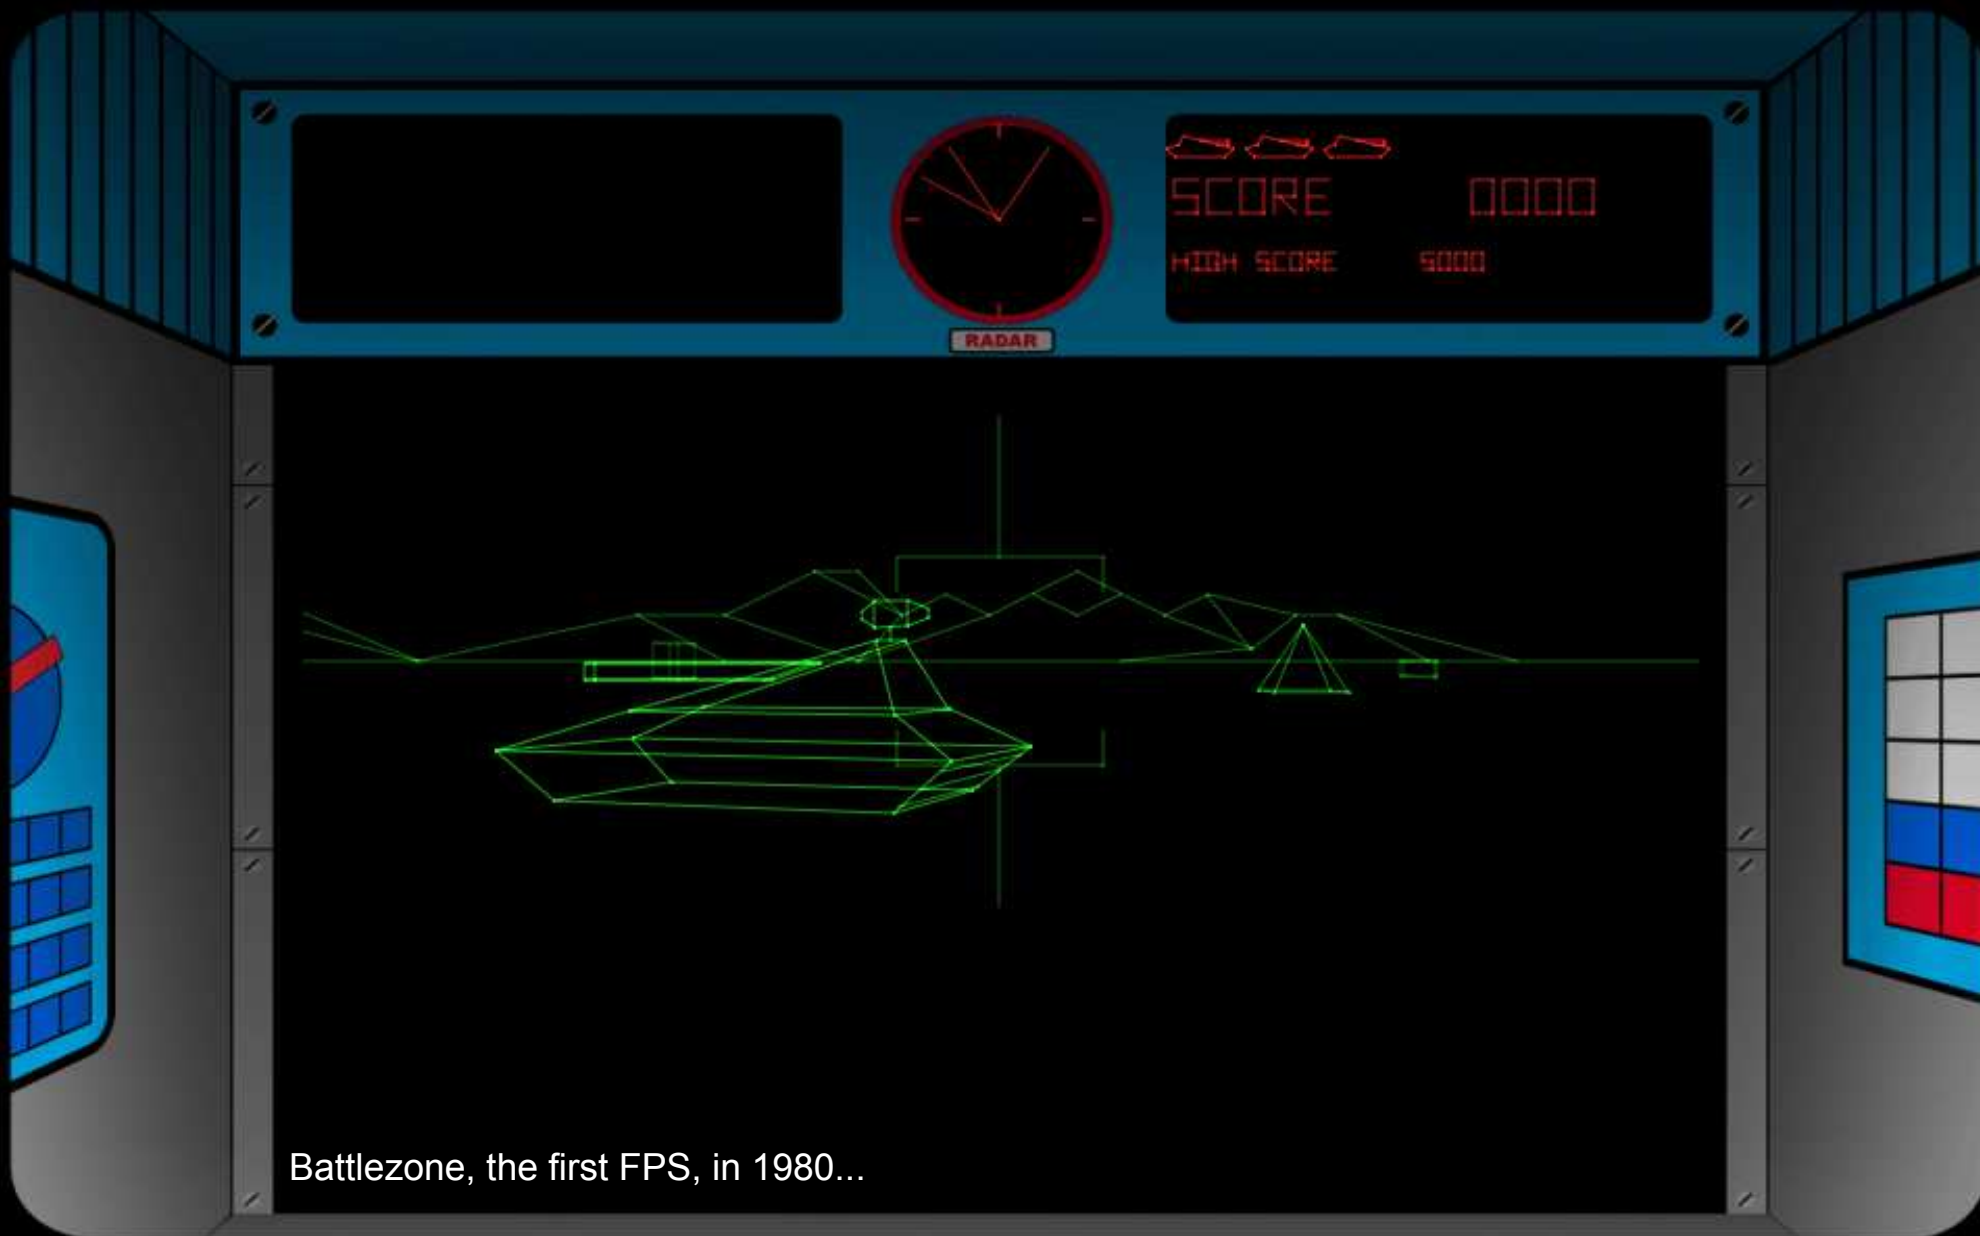 SCORE 0000
HIGH SCORE 5000
RADAR
Battlezone, the first FPS, in 1980...